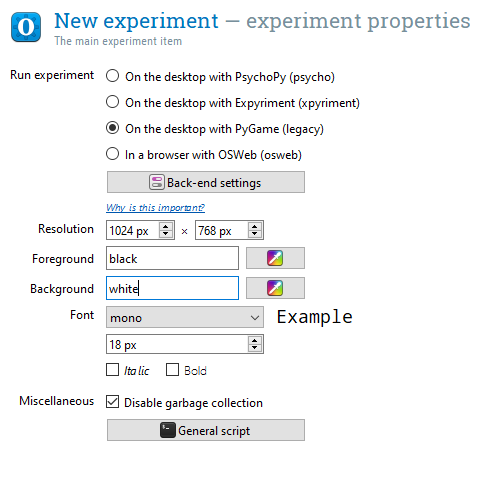 New experiment — experiment properties
The main experiment item
Run experiment
On the desktop with PsychoPy (psycho)
On the desktop with Expyriment (xpyriment)
On the desktop with PyGame (legacy)
In a browser with OSWeb (osweb)
Back-end settings
Why is this important?
Resolution 1024 px × 768 px
Foreground black
Background white
Font mono Example
18 px
Italic Bold
Miscellaneous Disable garbage collection
General script